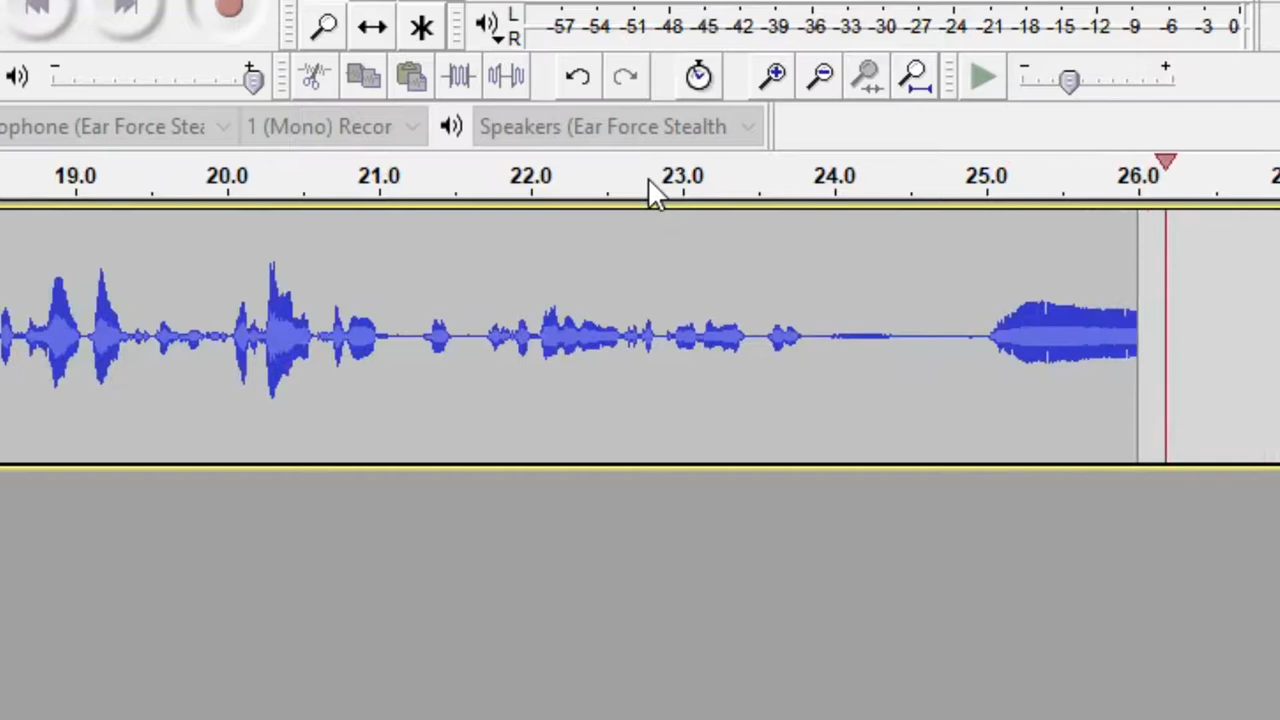 L
R
-57 -54 -51 -48 -45 -42 -39 -36 -33 -30 -27 -24 -21 -18 -15 -12 -9 -6 -3 0
- + - +
ophone (Ear Force Stea 1 (Mono) Recor Speakers (Ear Force Stealth
19.0 20.0 21.0 22.0 23.0 24.0 25.0 26.0 2